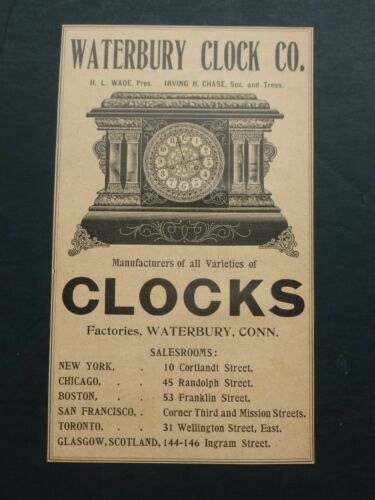 WATERBURY CLOCK CO.
H. L. WADE, Pres. IRVING H. CHASE, Sec. and Treas.
Manufacturers of all Varieties of
CLOCKS
Factories, WATERBURY, CONN.
SALESROOMS:
NEW YORK, . . 10 Cortlandt Street.
CHICAGO, . . 45 Randolph Street.
BOSTON, . . 53 Franklin Street.
SAN FRANCISCO, . Corner Third and Mission Streets.
TORONTO, . . 31 Wellington Street, East.
GLASGOW, SCOTLAND, 144-146 Ingram Street.